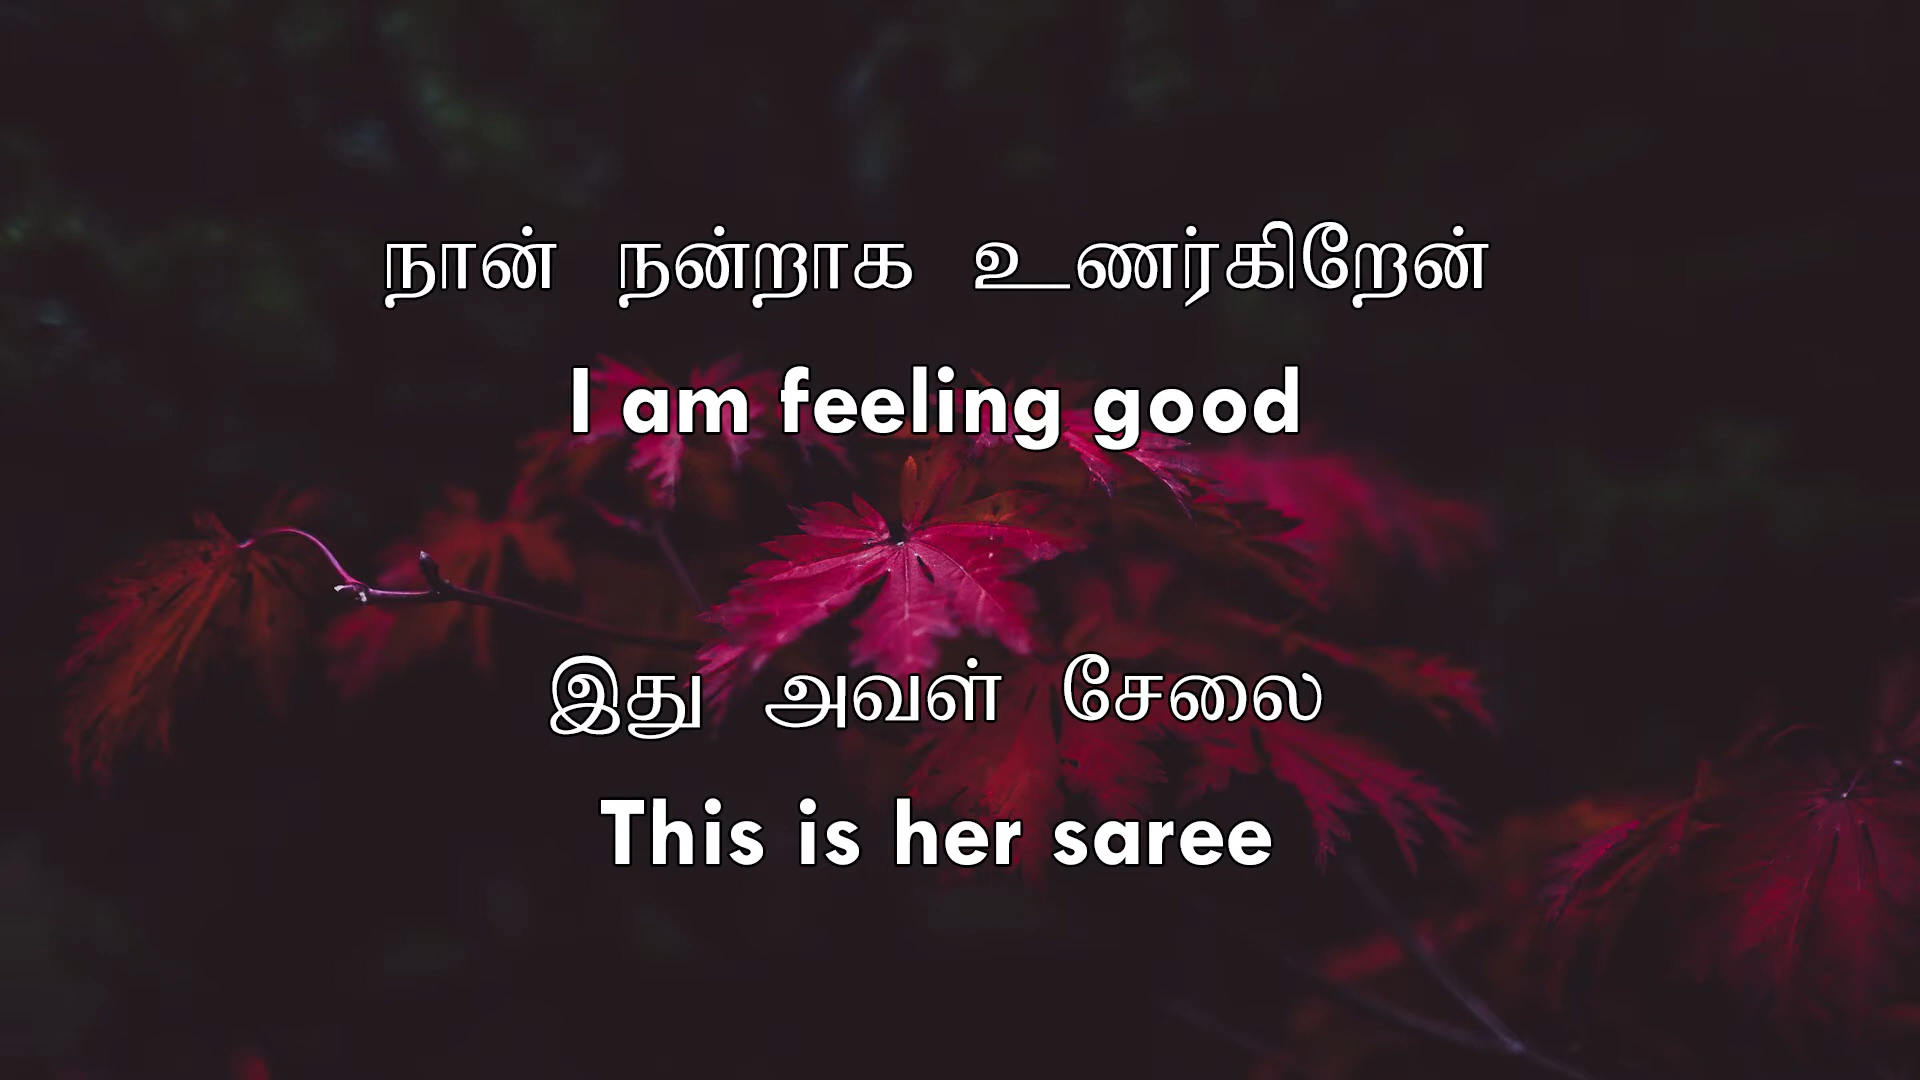 நான் நன்றாக உணர்கிறேன்
I am feeling good
இது அவள் சேலை
This is her saree